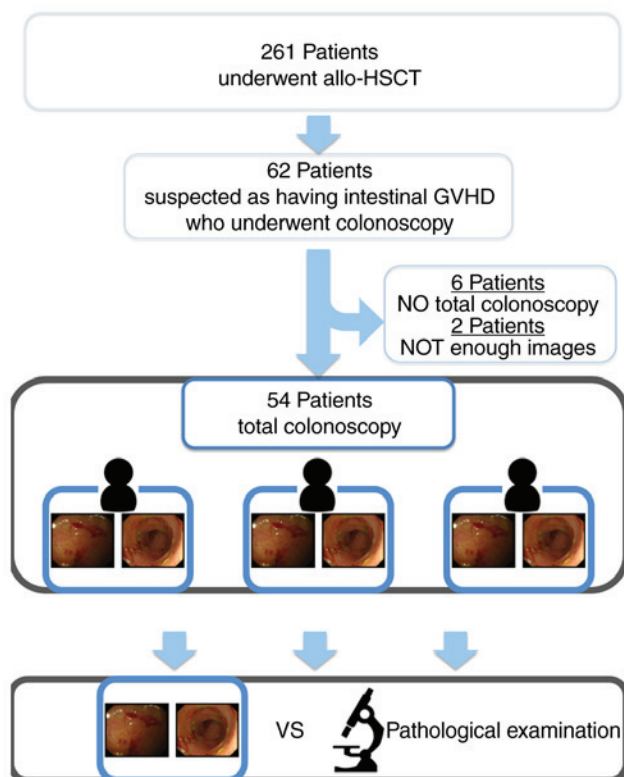 261 Patients
underwent allo-HSCT
62 Patients
suspected as having intestinal GVHD
who underwent colonoscopy
6 Patients
NO total colonoscopy
2 Patients
NOT enough images
54 Patients
total colonoscopy
VS
Pathological examination